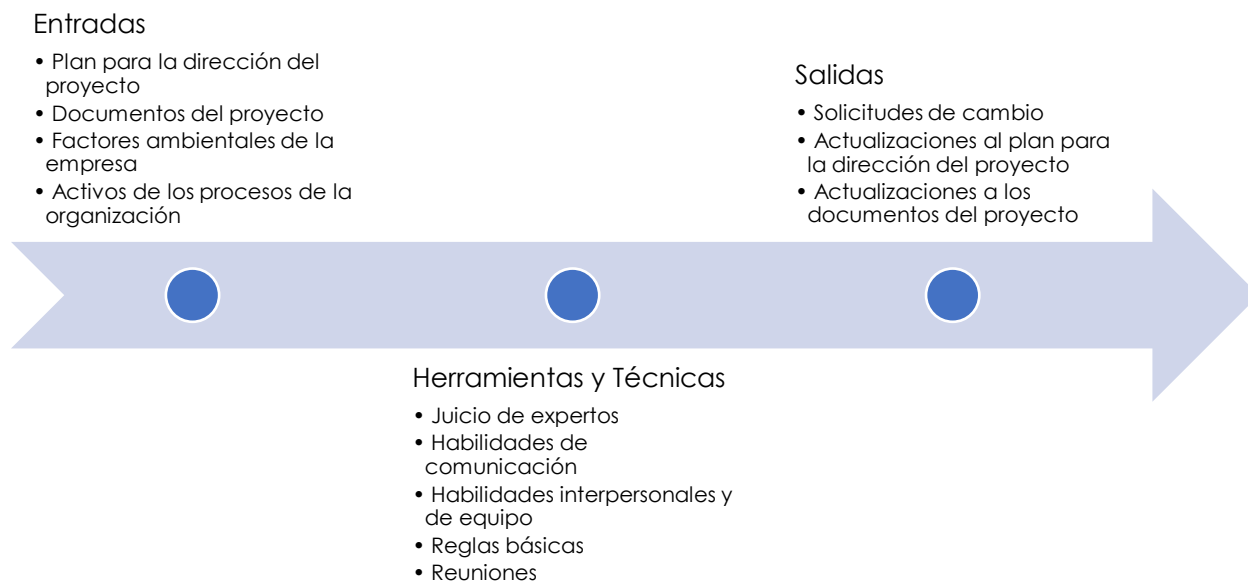 Entradas
• Plan para la dirección del
proyecto
• Documentos del proyecto
• Factores ambientales de la
empresa
• Activos de los procesos de la
organización
Herramientas y Técnicas
• Juicio de expertos
• Habilidades de
comunicación
• Habilidades interpersonales y
de equipo
• Reglas básicas
• Reuniones
Salidas
• Solicitudes de cambio
• Actualizaciones al plan para
la dirección del proyecto
• Actualizaciones a los
documentos del proyecto